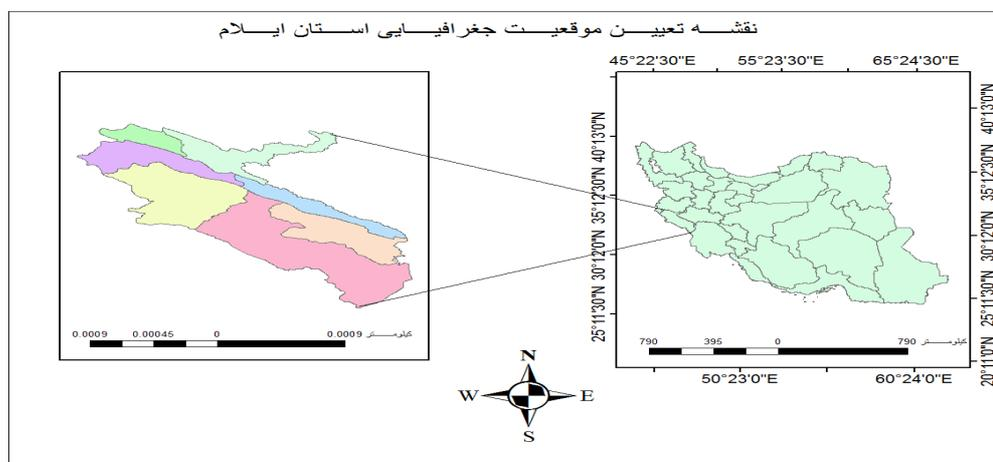 نقشه تعیین موقعیت جغرافیایی استان ایلام
45°22'30"E 55°23'30"E 65°24'30"E
40°13'0"N
35°12'30"N
30°12'0"N
25°11'30"N
40°13'0"N
35°12'30"N
30°12'0"N
25°11'30"N
20°11'0"N
0.0009 0.00045 0 0.0009 کیلومتر
790 395 0 790 کیلومتر
50°23'0"E 60°24'0"E
N
W E
S